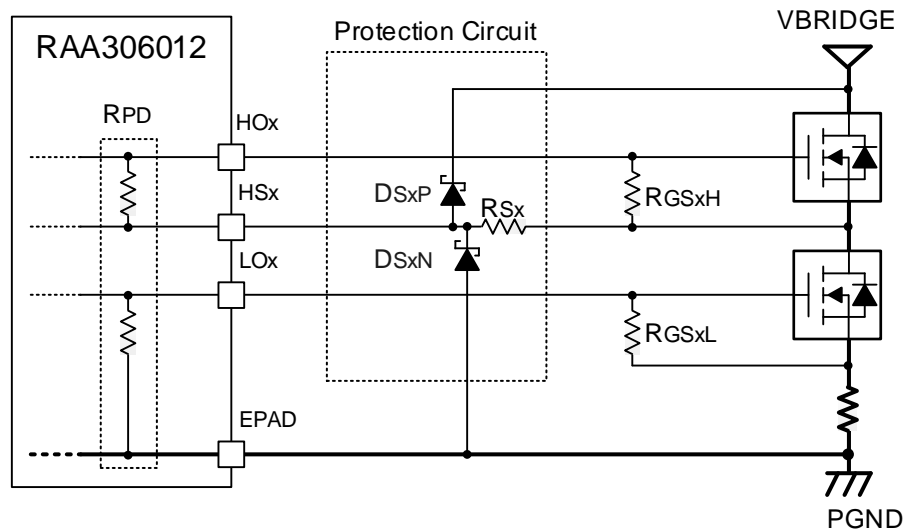 VBRIDGE
Protection Circuit
RAA306012
RPD
HOx
HSx
DSxP
RSx
RGSxH
LOx
DSxN
RGSxL
EPAD
PGND